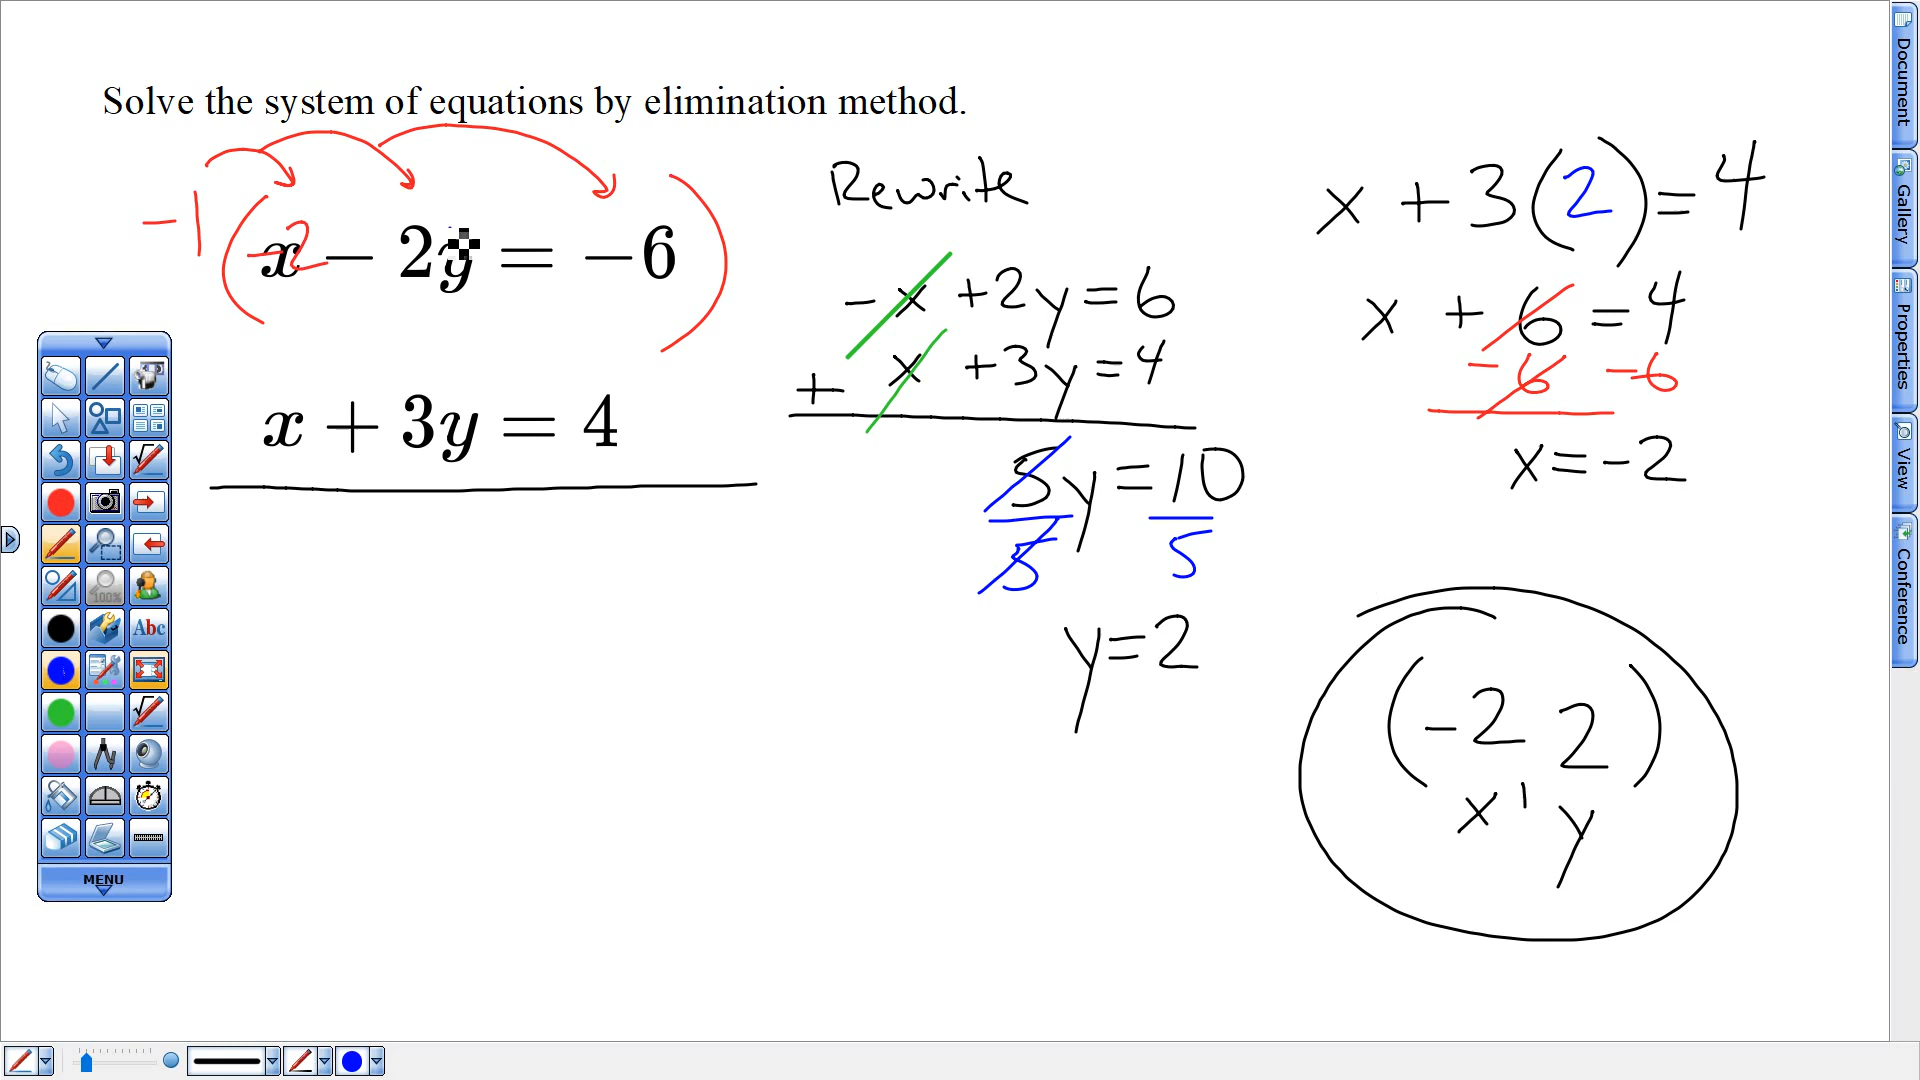 Solve the system of equations by elimination method.
-1(x − 2y = −6)
-2
x + 3y = 4
Rewrite
-x +2y=6
+ x +3y=4
5y=10
5 5
y=2
x + 3(2)=4
x + 6 = 4
-6 -6
x=-2
(-2, 2)
x y
100%
Abc
MENU
Document
Gallery
Properties
View
Conference